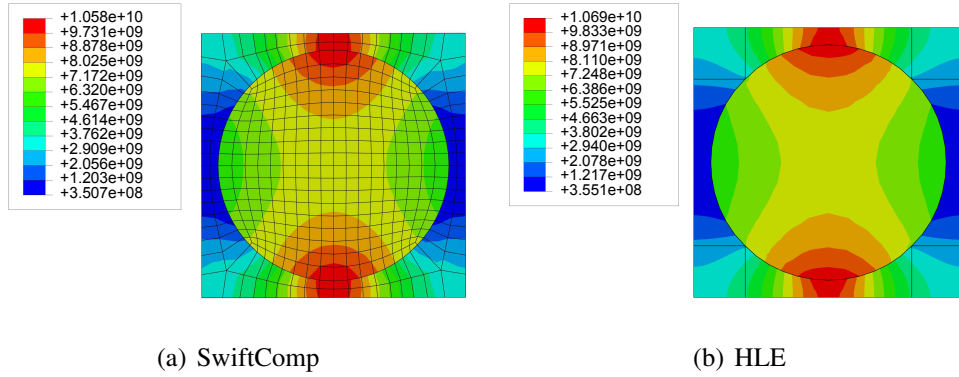 +1.058e+10
+9.731e+09
+8.878e+09
+8.025e+09
+7.172e+09
+6.320e+09
+5.467e+09
+4.614e+09
+3.762e+09
+2.909e+09
+2.056e+09
+1.203e+09
+3.507e+08
+1.069e+10
+9.833e+09
+8.971e+09
+8.110e+09
+7.248e+09
+6.386e+09
+5.525e+09
+4.663e+09
+3.802e+09
+2.940e+09
+2.078e+09
+1.217e+09
+3.551e+08
(a) SwiftComp
(b) HLE